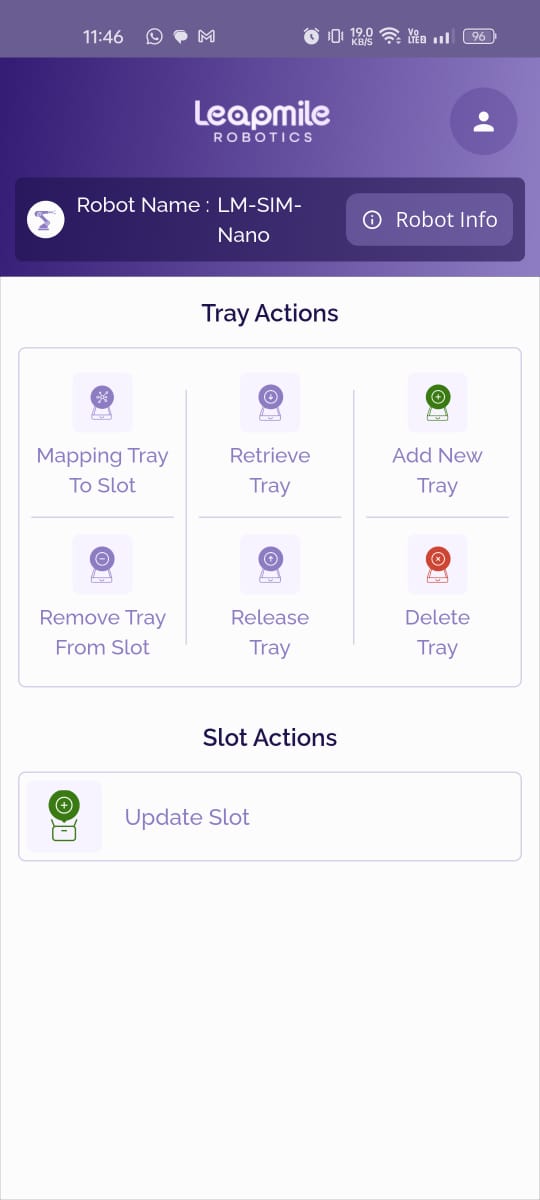 11:46
19.0
KB/S
Vo
LTE2
96
Leapmile
ROBOTICS
Robot Name : LM-SIM-
Nano
Robot Info
Tray Actions
Mapping Tray
To Slot
Retrieve
Tray
Add New
Tray
Remove Tray
From Slot
Release
Tray
Delete
Tray
Slot Actions
Update Slot